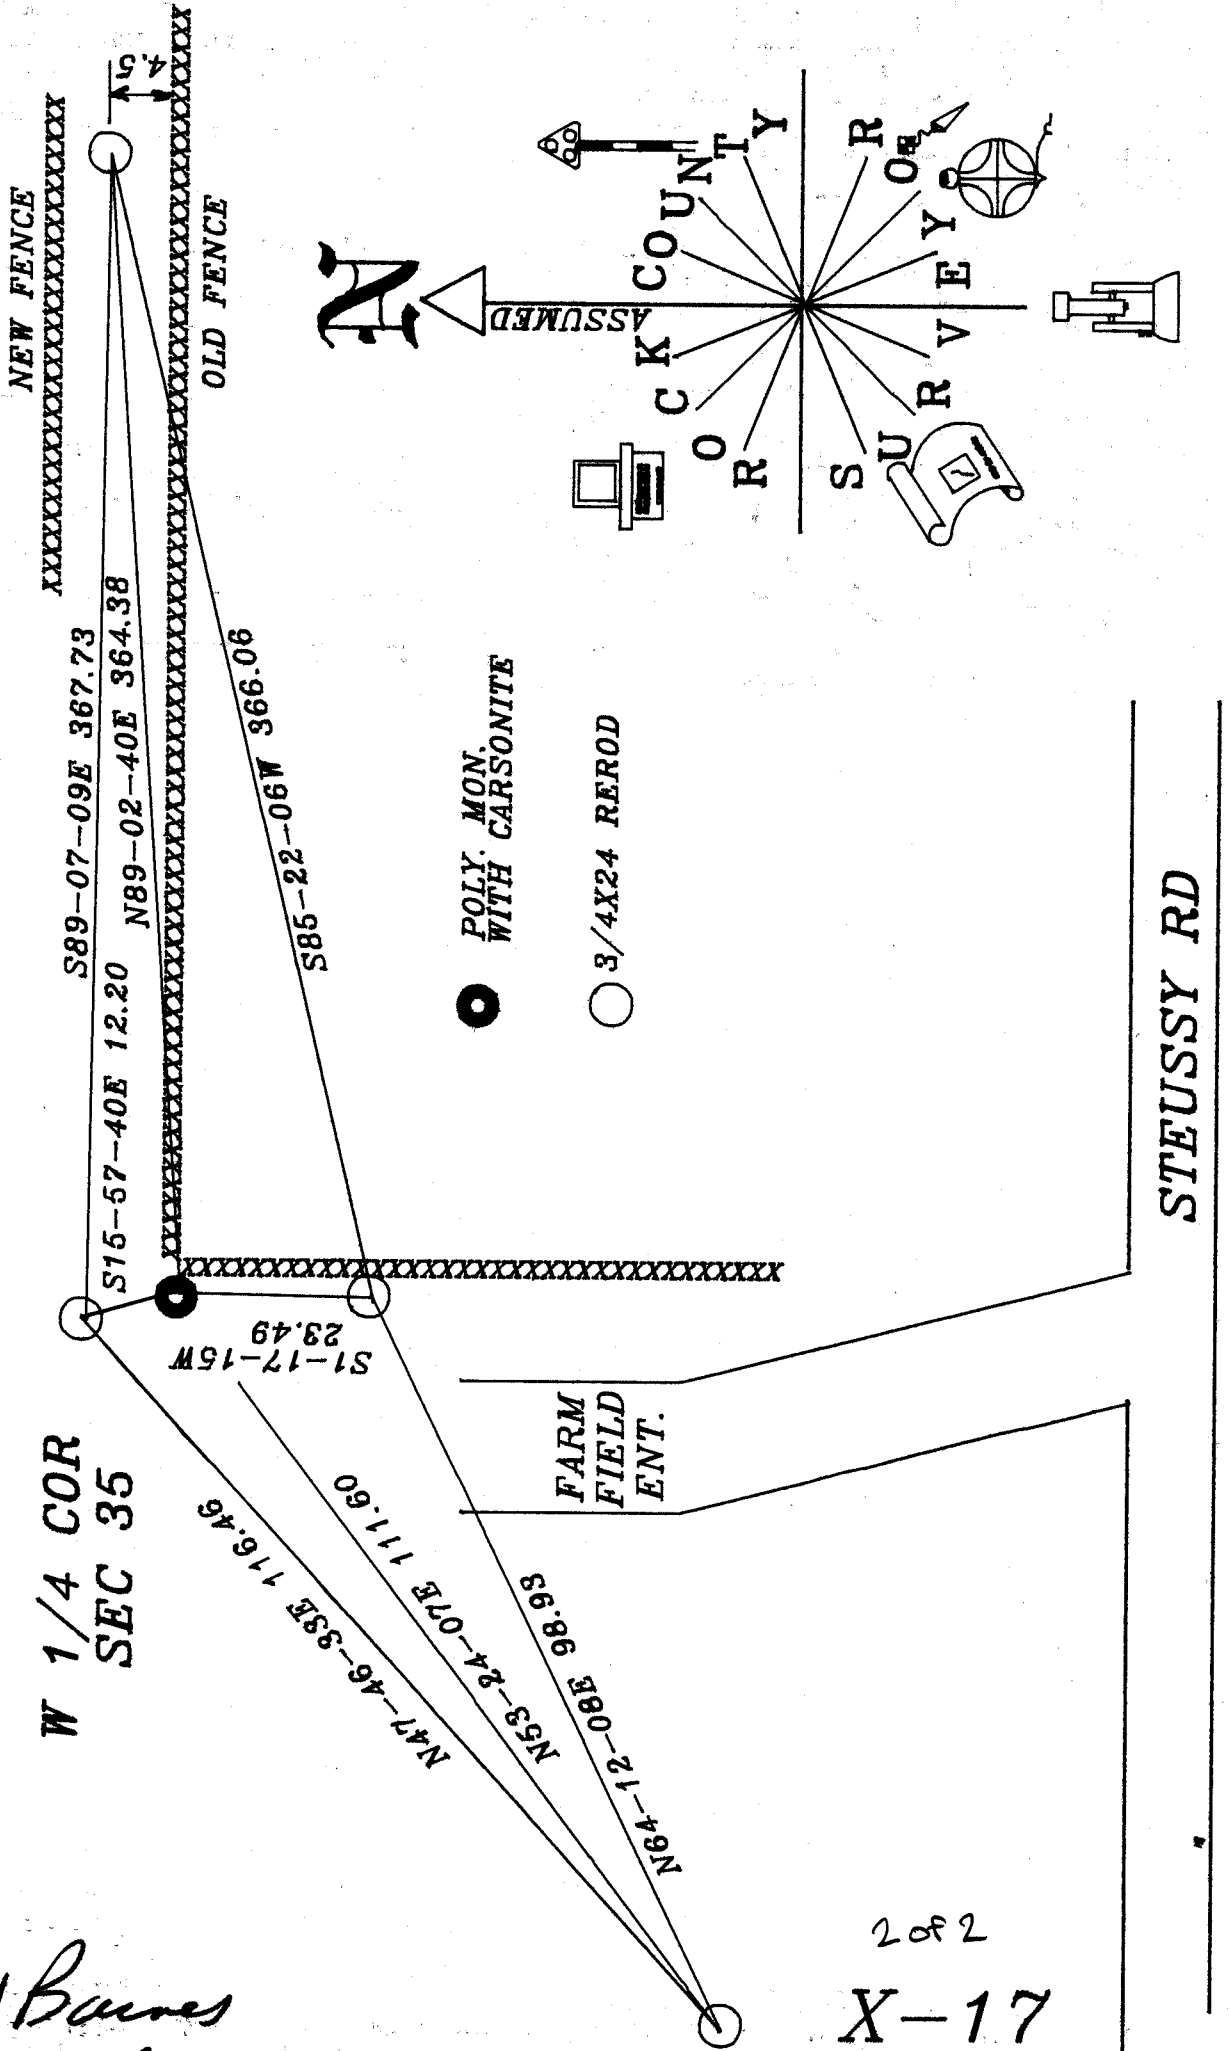 W 1/4 COR
SEC 35
NEW FENCE
XXXXXXXXXXXXXXXXXXXXXXXXXXXXXXXXXXX
S89-07-09E 367.73
S15-57-40E 12.20
N89-02-40E 364.38
4.5
OLD FENCE
S85-22-06W 366.06
S1-17-15W
23.49
N47-46-33E 116.46
N53-24-07E 111.60
N64-12-08E 98.93
N
ASSUMED
ROCK COUNTY
SURVEYOR
POLY. MON.
WITH CARSONITE
3/4X24 REROD
FARM
FIELD
ENT.
STEUSSY RD
Barnes
2 of 2
X-17